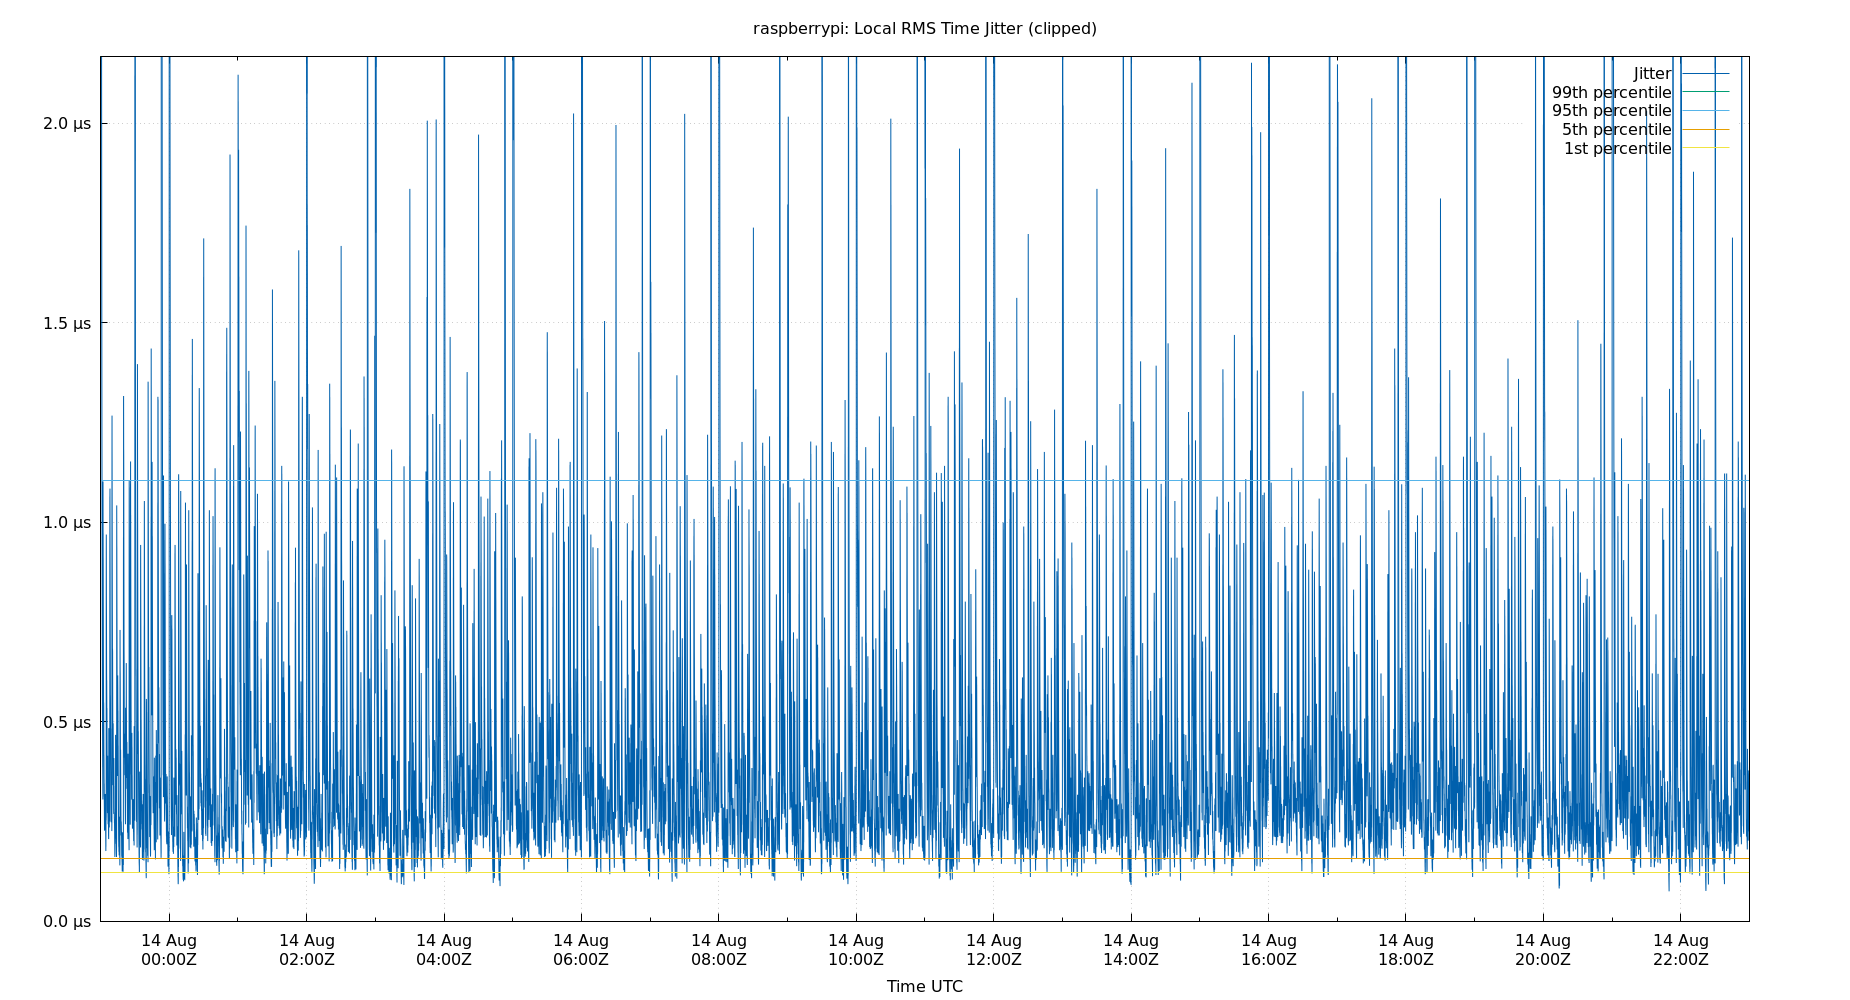 raspberrypi: Local RMS Time Jitter (clipped)
Jitter
99th percentile
95th percentile
5th percentile
1st percentile
2.0 μs
1.5 μs
1.0 μs
0.5 μs
0.0 μs
14 Aug 14 Aug 14 Aug 14 Aug 14 Aug 14 Aug 14 Aug 14 Aug 14 Aug 14 Aug 14 Aug 14 Aug
00:00Z 02:00Z 04:00Z 06:00Z 08:00Z 10:00Z 12:00Z 14:00Z 16:00Z 18:00Z 20:00Z 22:00Z
Time UTC